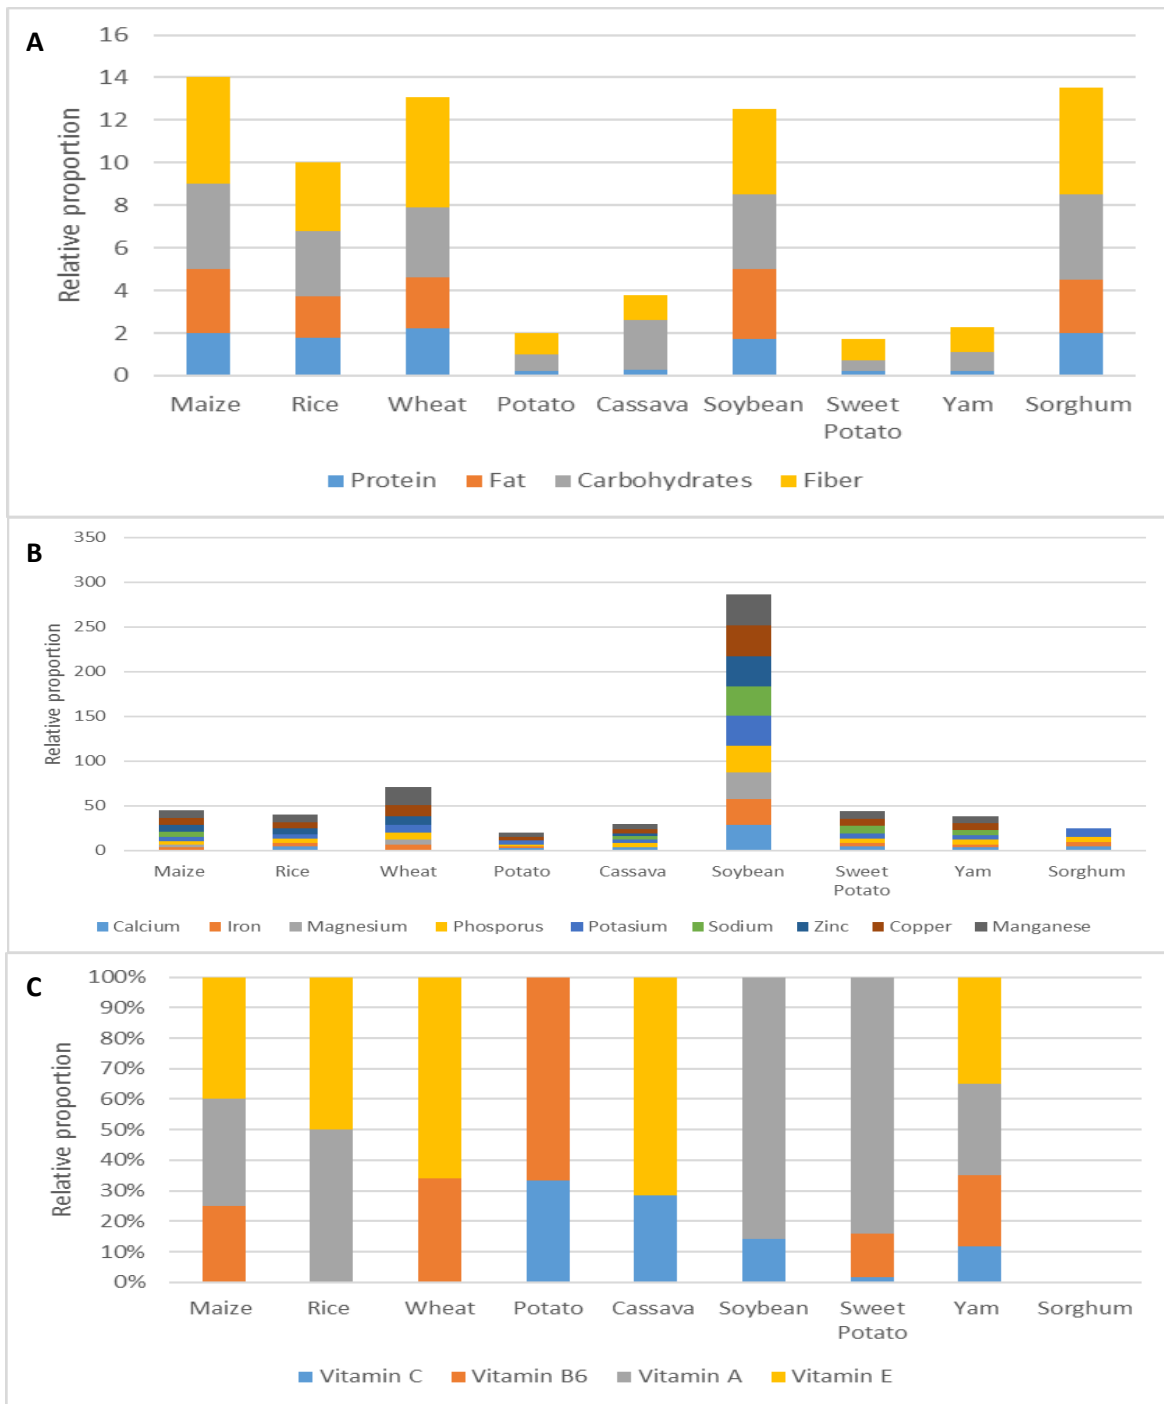 A
Relative proportion
16
14
12
10
8
6
4
2
0
Maize Rice Wheat Potato Cassava Soybean Sweet Potato Yam Sorghum
Protein Fat Carbohydrates Fiber
B
Relative proportion
350
300
250
200
150
100
50
0
Maize Rice Wheat Potato Cassava Soybean Sweet Potato Yam Sorghum
Calcium Iron Magnesium Phosporus Potasium Sodium Zinc Copper Manganese
C
Relative proportion
100%
90%
80%
70%
60%
50%
40%
30%
20%
10%
0%
Maize Rice Wheat Potato Cassava Soybean Sweet Potato Yam Sorghum
Vitamin C Vitamin B6 Vitamin A Vitamin E